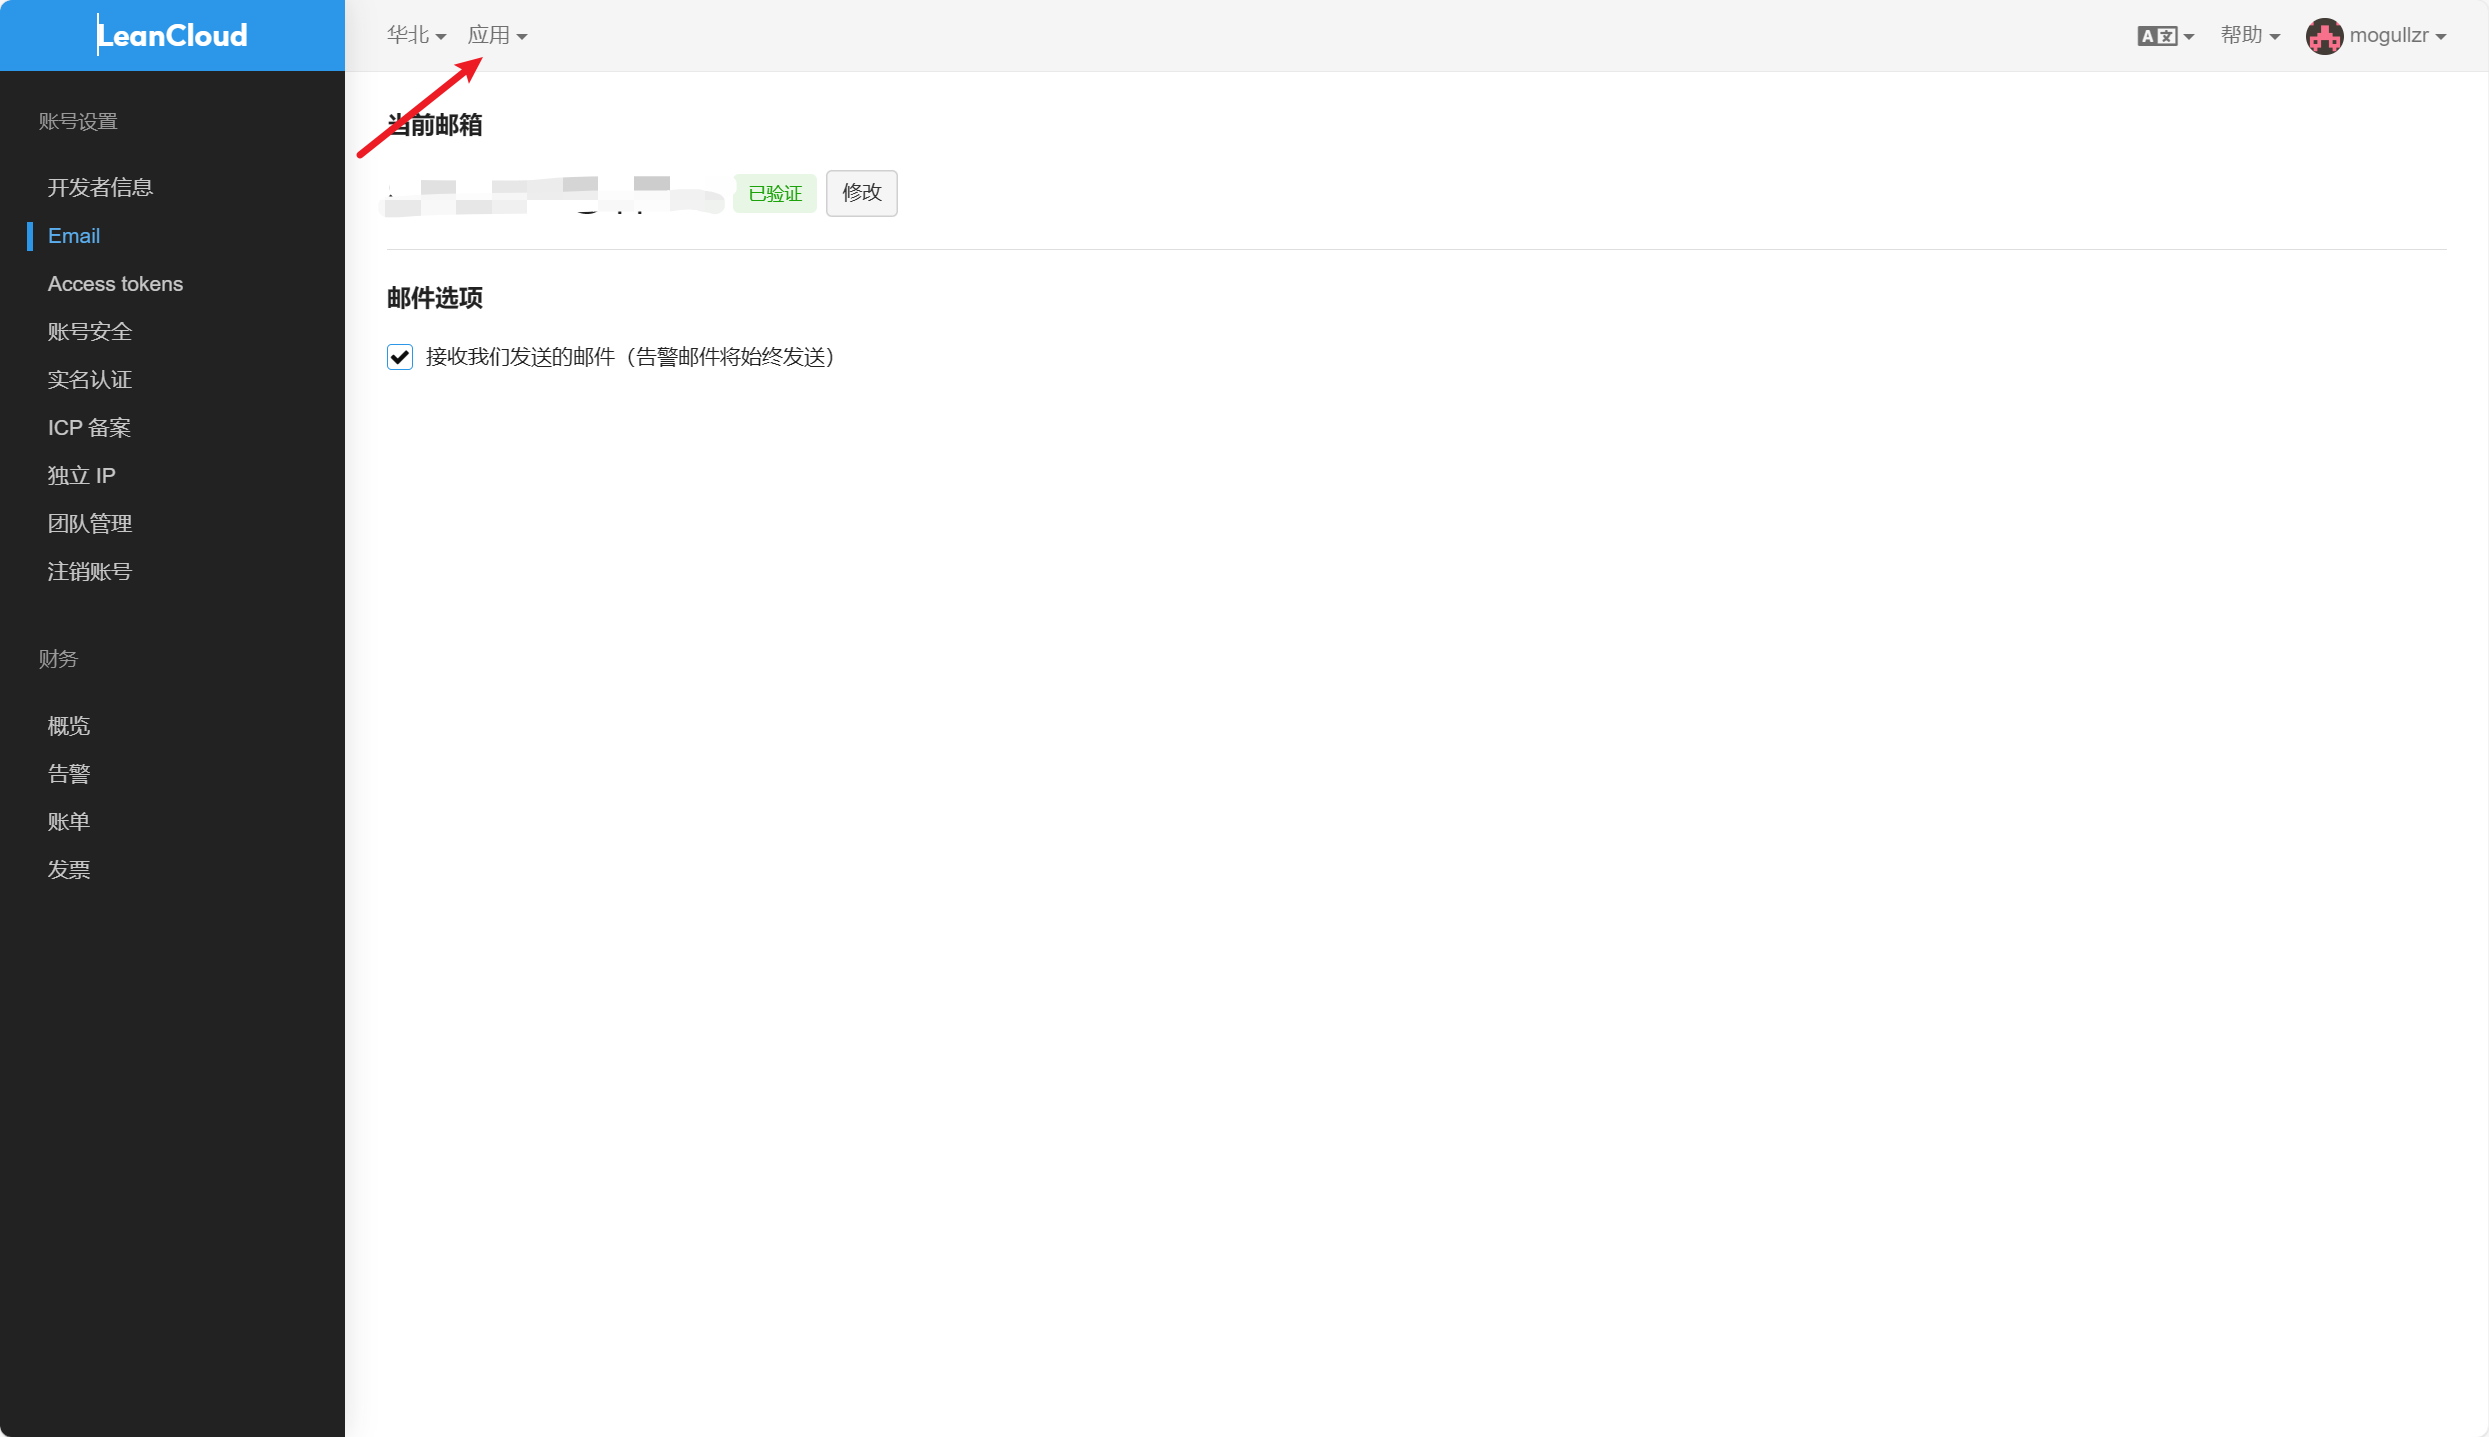 LeanCloud
华北
应用
帮助
mogullzr
账号设置
开发者信息
Email
Access tokens
账号安全
实名认证
ICP 备案
独立 IP
团队管理
注销账号
财务
概览
告警
账单
发票
当前邮箱
已验证
修改
邮件选项
接收我们发送的邮件（告警邮件将始终发送）